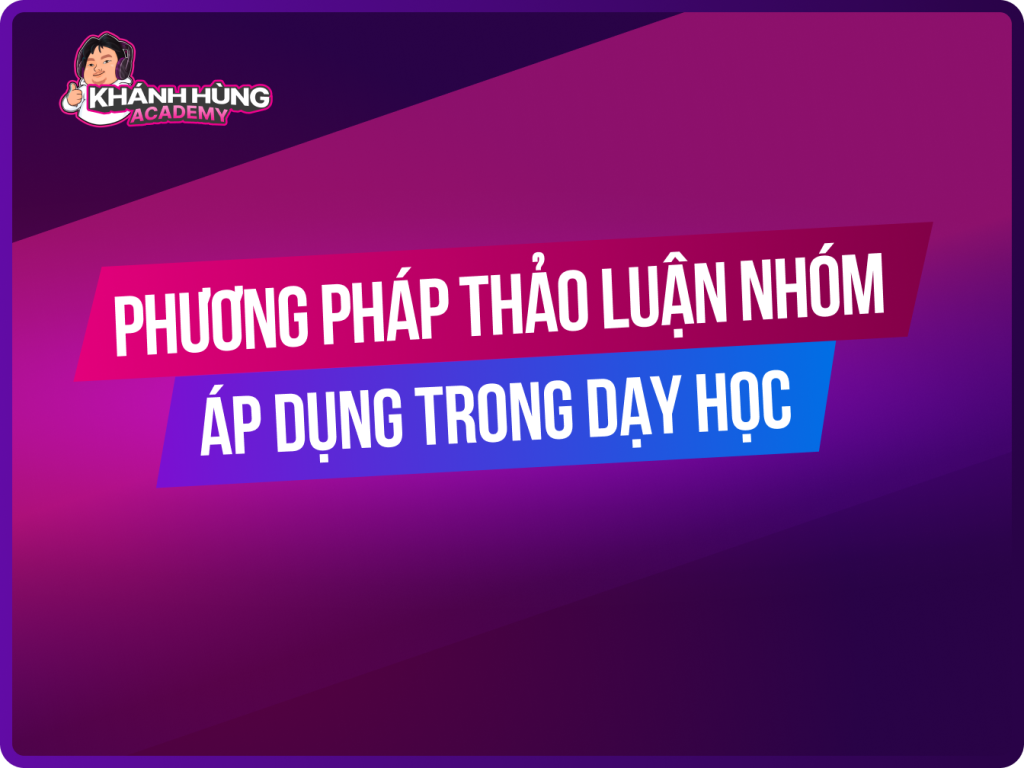 KHÁNH HÙNG
ACADEMY
PHƯƠNG PHÁP THẢO LUẬN NHÓM
ÁP DỤNG TRONG DẠY HỌC